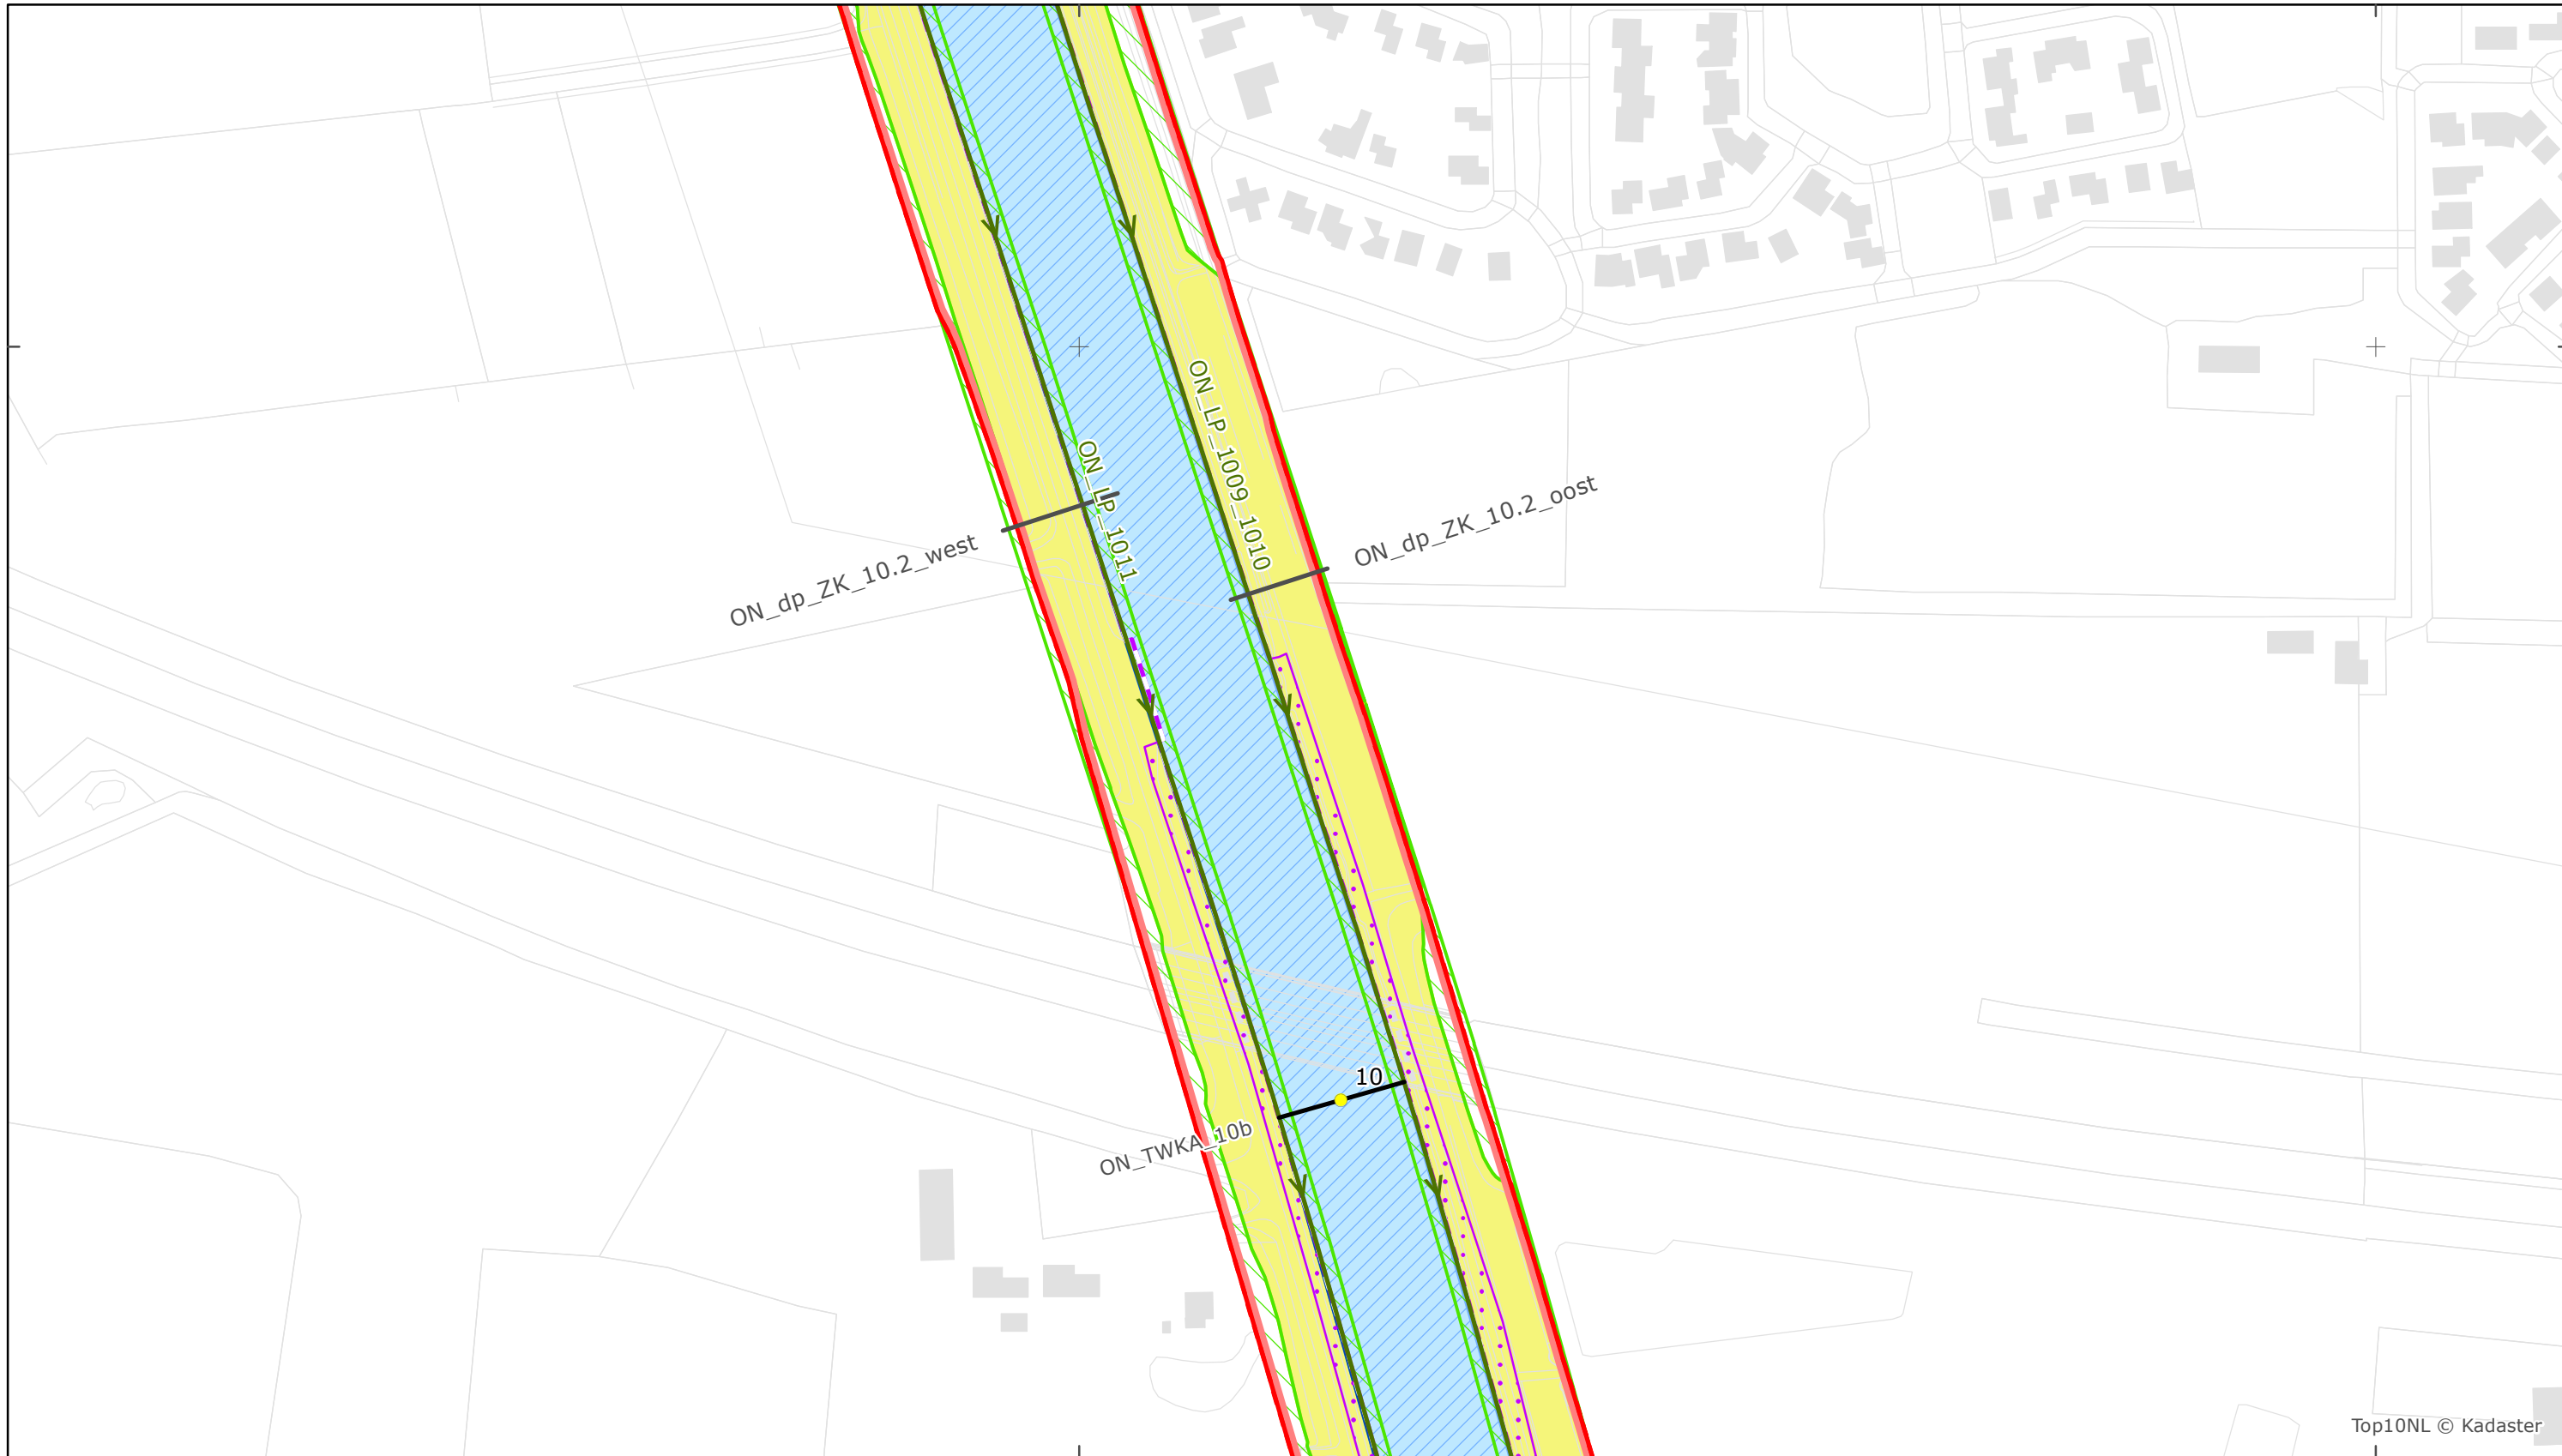 ON_LP_1009_1010
ON_LP_1011
ON_dp_ZK_10.2_oost
ON_dp_ZK_10.2_west
10
ON_TWKA_10b
Top10NL © Kadaster